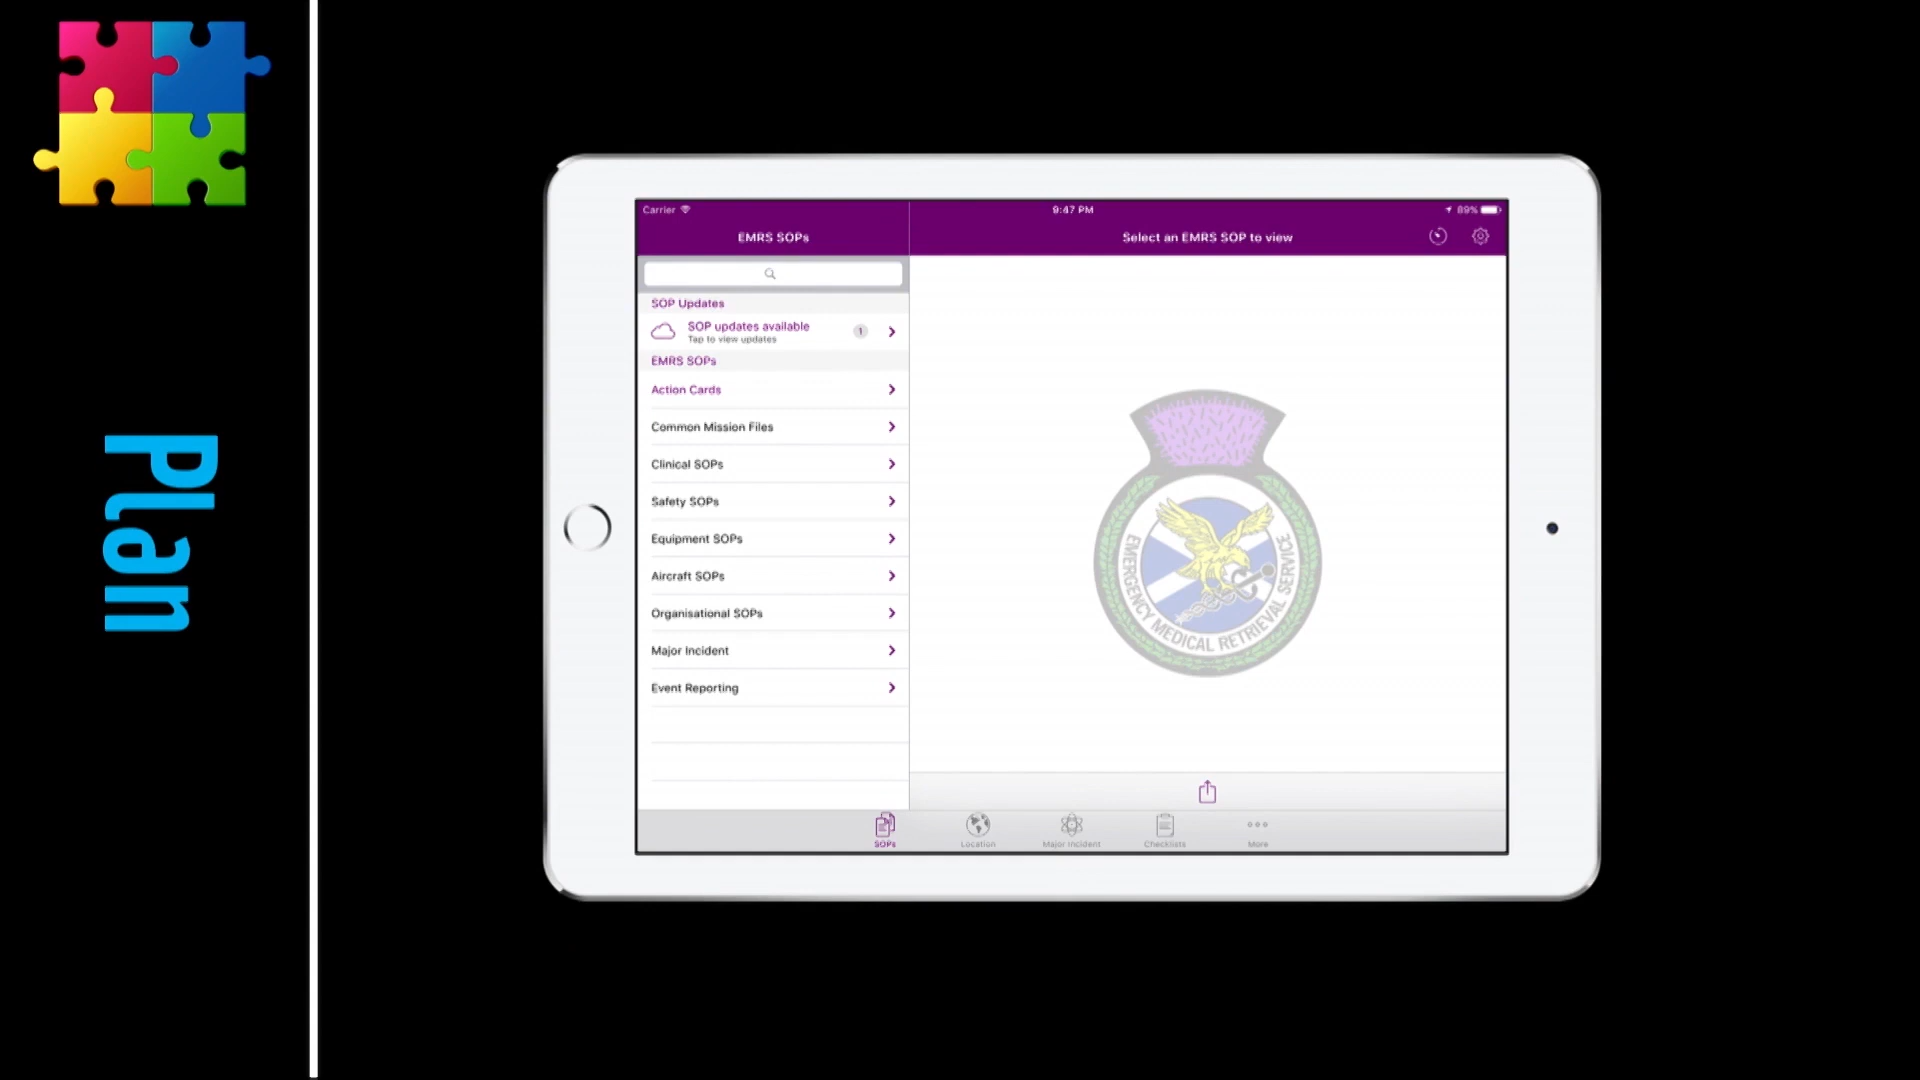 Plan
Carrier
9:47 PM
89%
EMRS SOPs
Select an EMRS SOP to view
SOP Updates
SOP updates available
1
Tap to view updates
EMRS SOPs
Action Cards
Common Mission Files
Clinical SOPs
Safety SOPs
Equipment SOPs
Aircraft SOPs
Organisational SOPs
Major Incident
Event Reporting
EMERGENCY MEDICAL RETRIEVAL SERVICE
SOPs
Location
Major Incident
Checklists
More